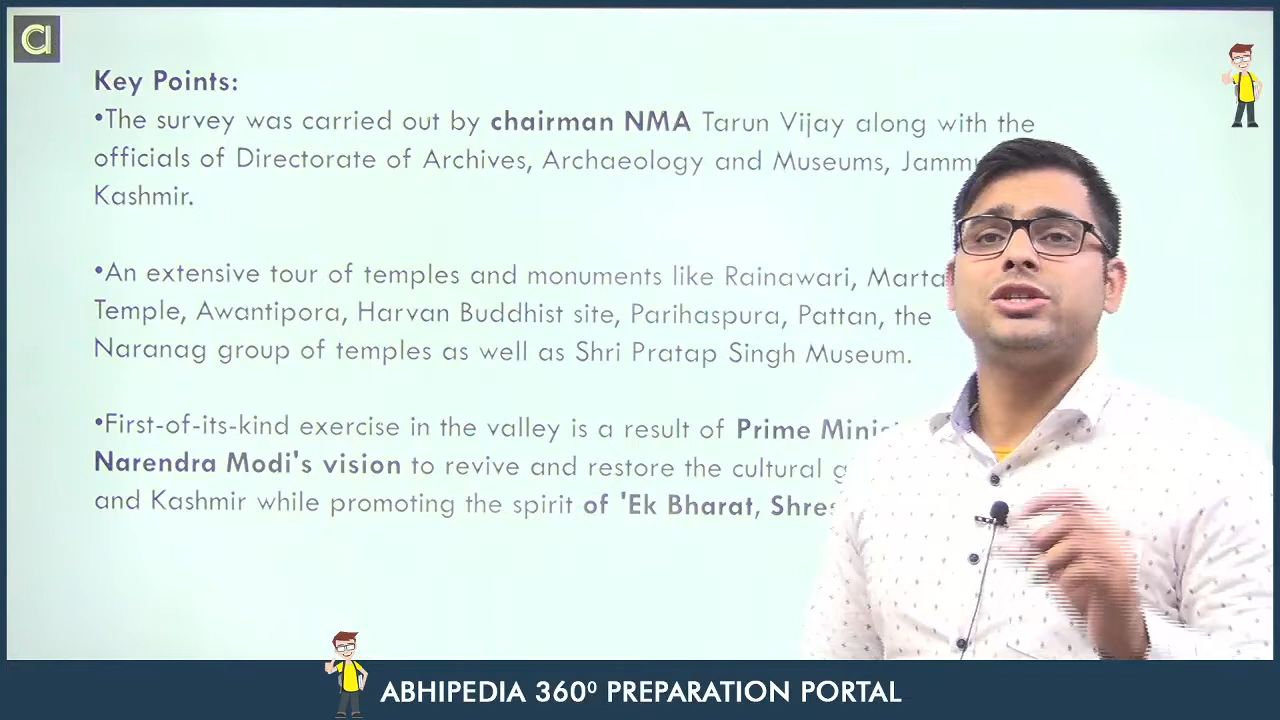 Key Points:
•The survey was carried out by chairman NMA Tarun Vijay along with the
officials of Directorate of Archives, Archaeology and Museums,
Kashmir.
•An extensive tour of temples and monuments like Rainawari,
Temple, Awantipora, Harvan Buddhist site, Parihaspura, Pattan, the
Naranag group of temples as well as Shri Pratap Singh Museum.
•First-of-its-kind exercise in the valley is a result of Prime
Narendra Modi's vision to revive and restore the cultural
and Kashmir while promoting the spirit of 'Ek Bharat,
ABHIPEDIA 360⁰ PREPARATION PORTAL